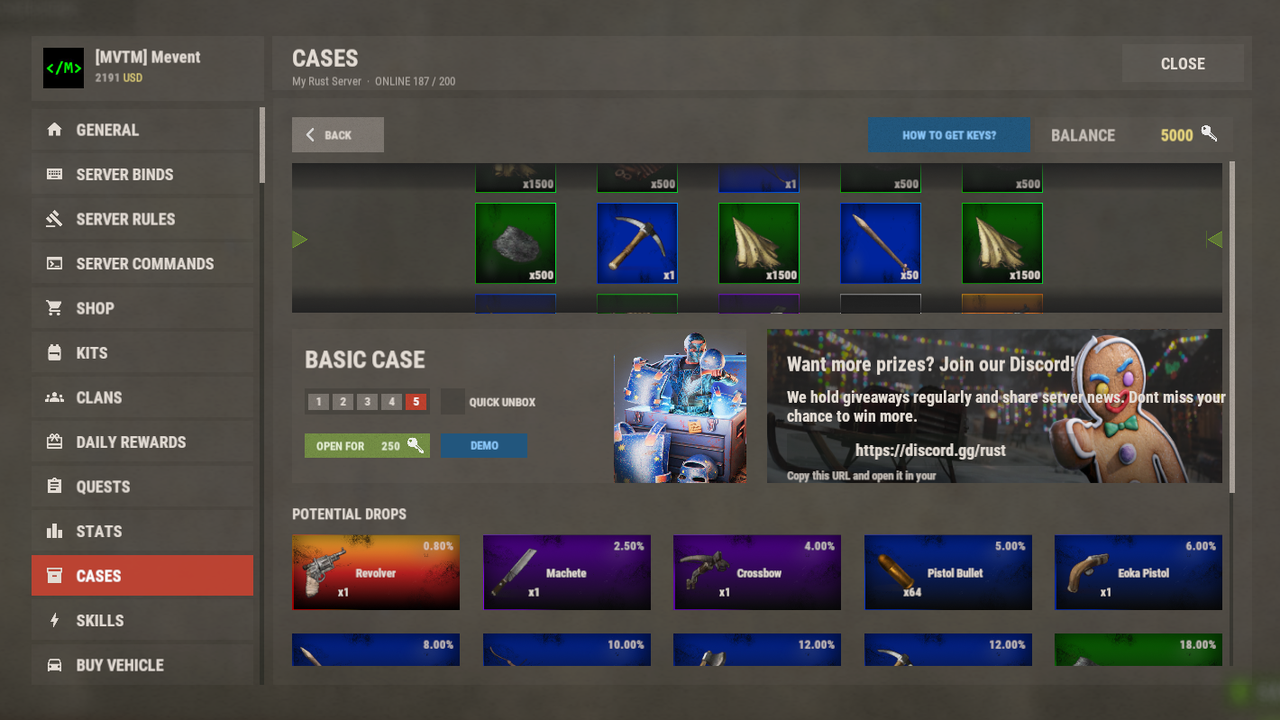 </M>
[MVTM] Mevent
2191 USD
GENERAL
SERVER BINDS
SERVER RULES
SERVER COMMANDS
SHOP
KITS
CLANS
DAILY REWARDS
QUESTS
STATS
CASES
SKILLS
BUY VEHICLE
CASES
My Rust Server · ONLINE 187 / 200
CLOSE
BACK
HOW TO GET KEYS?
BALANCE 5000
x1500 x500 x1 x500 x500
x500 x1 x1500 x50 x1500
BASIC CASE
1 2 3 4 5
QUICK UNBOX
OPEN FOR 250
DEMO
Want more prizes? Join our Discord!
We hold giveaways regularly and share server news. Dont miss your
chance to win more.
https://discord.gg/rust
Copy this URL and open it in your
POTENTIAL DROPS
0.80%
Revolver
x1
2.50%
Machete
x1
4.00%
Crossbow
x1
5.00%
Pistol Bullet
x64
6.00%
Eoka Pistol
x1
8.00%
10.00%
12.00%
12.00%
18.00%